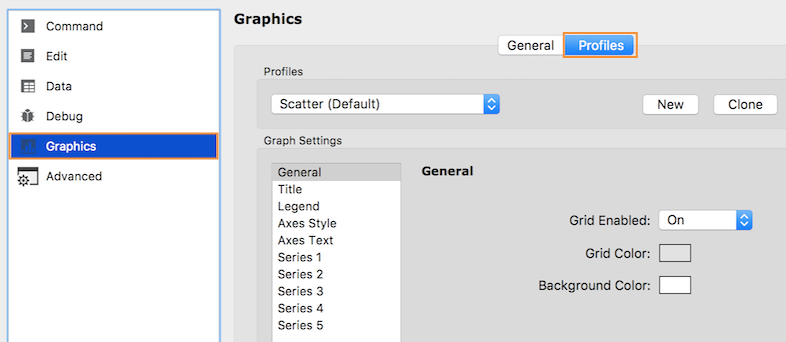 Command
Edit
Data
Debug
Graphics
Advanced
Graphics
General Profiles
Profiles
Scatter (Default) New Clone
Graph Settings
General
Title
Legend
Axes Style
Axes Text
Series 1
Series 2
Series 3
Series 4
Series 5
General
Grid Enabled: On
Grid Color:
Background Color: